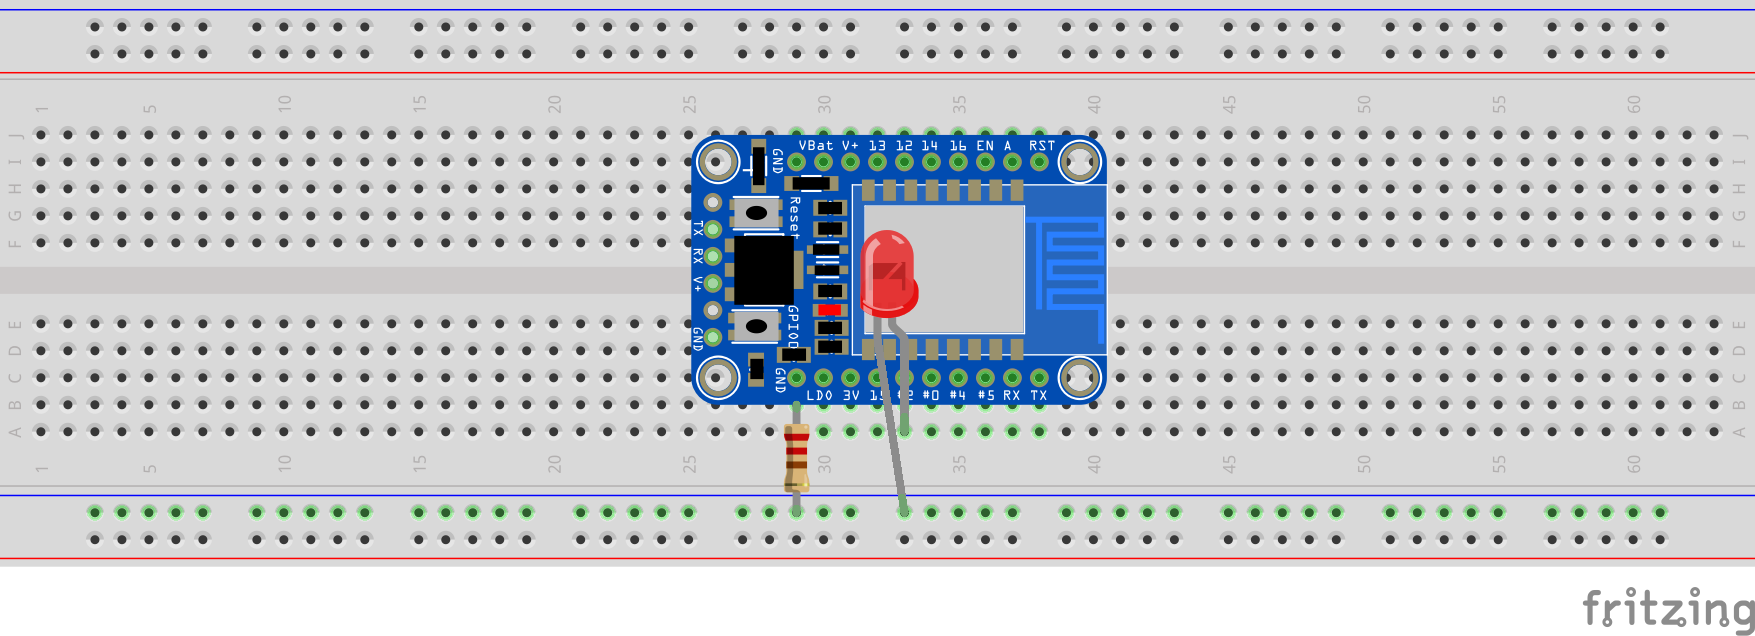 1 5 10 15 20 25 30 35 40 45 50 55 60
J J
I I
H H
G G
F F
E E
D D
C C
B B
A A
VBat V+ 13 12 14 16 EN A RST
GND
Reset
TX
RX
V+
GND
GPIO0
GND
LDO 3V #2 #0 #4 #5 RX TX
1 5 10 15 20 25 30 35 40 45 50 55 60
fritzing